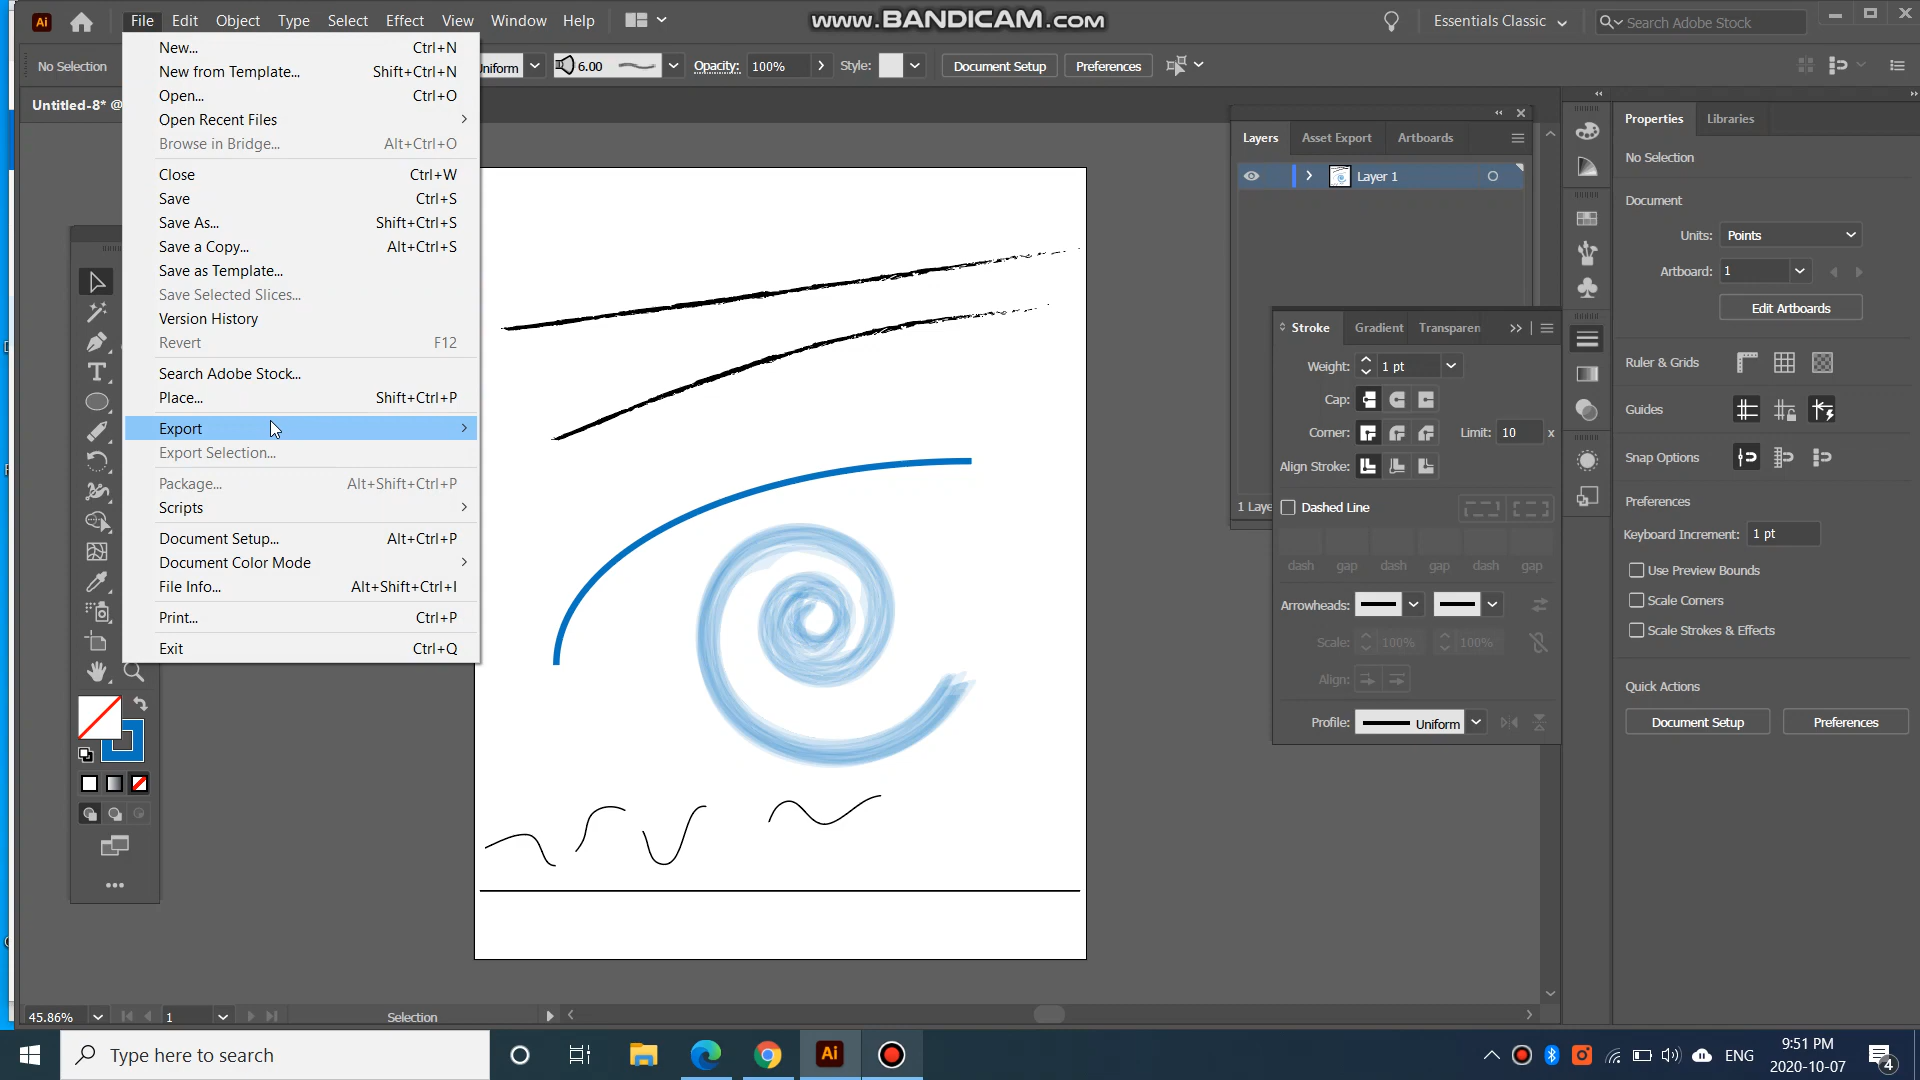 Ai File Edit Object Type Select Effect View Window Help
www.BANDICAM.com
Essentials Classic
Search Adobe Stock
No Selection
Uniform
6.00
Opacity: 100%
Style:
Document Setup
Preferences
Untitled-8* @
New... Ctrl+N
New from Template... Shift+Ctrl+N
Open... Ctrl+O
Open Recent Files
Browse in Bridge... Alt+Ctrl+O
Close Ctrl+W
Save Ctrl+S
Save As... Shift+Ctrl+S
Save a Copy... Alt+Ctrl+S
Save as Template...
Save Selected Slices...
Version History
Revert F12
Search Adobe Stock...
Place... Shift+Ctrl+P
Export
Export Selection...
Package... Alt+Shift+Ctrl+P
Scripts
Document Setup... Alt+Ctrl+P
Document Color Mode
File Info... Alt+Shift+Ctrl+I
Print... Ctrl+P
Exit Ctrl+Q
Layers Asset Export Artboards
Layer 1
1 Laye
Stroke Gradient Transparen
Weight: 1 pt
Cap:
Corner: Limit: 10 x
Align Stroke:
Dashed Line
dash gap dash gap dash gap
Arrowheads:
Scale: 100% 100%
Align:
Profile: Uniform
Properties Libraries
No Selection
Document
Units: Points
Artboard: 1
Edit Artboards
Ruler & Grids
Guides
Snap Options
Preferences
Keyboard Increment: 1 pt
Use Preview Bounds
Scale Corners
Scale Strokes & Effects
Quick Actions
Document Setup Preferences
45.86% 1 Selection
Type here to search
Ai
ENG
9:51 PM
2020-10-07
4